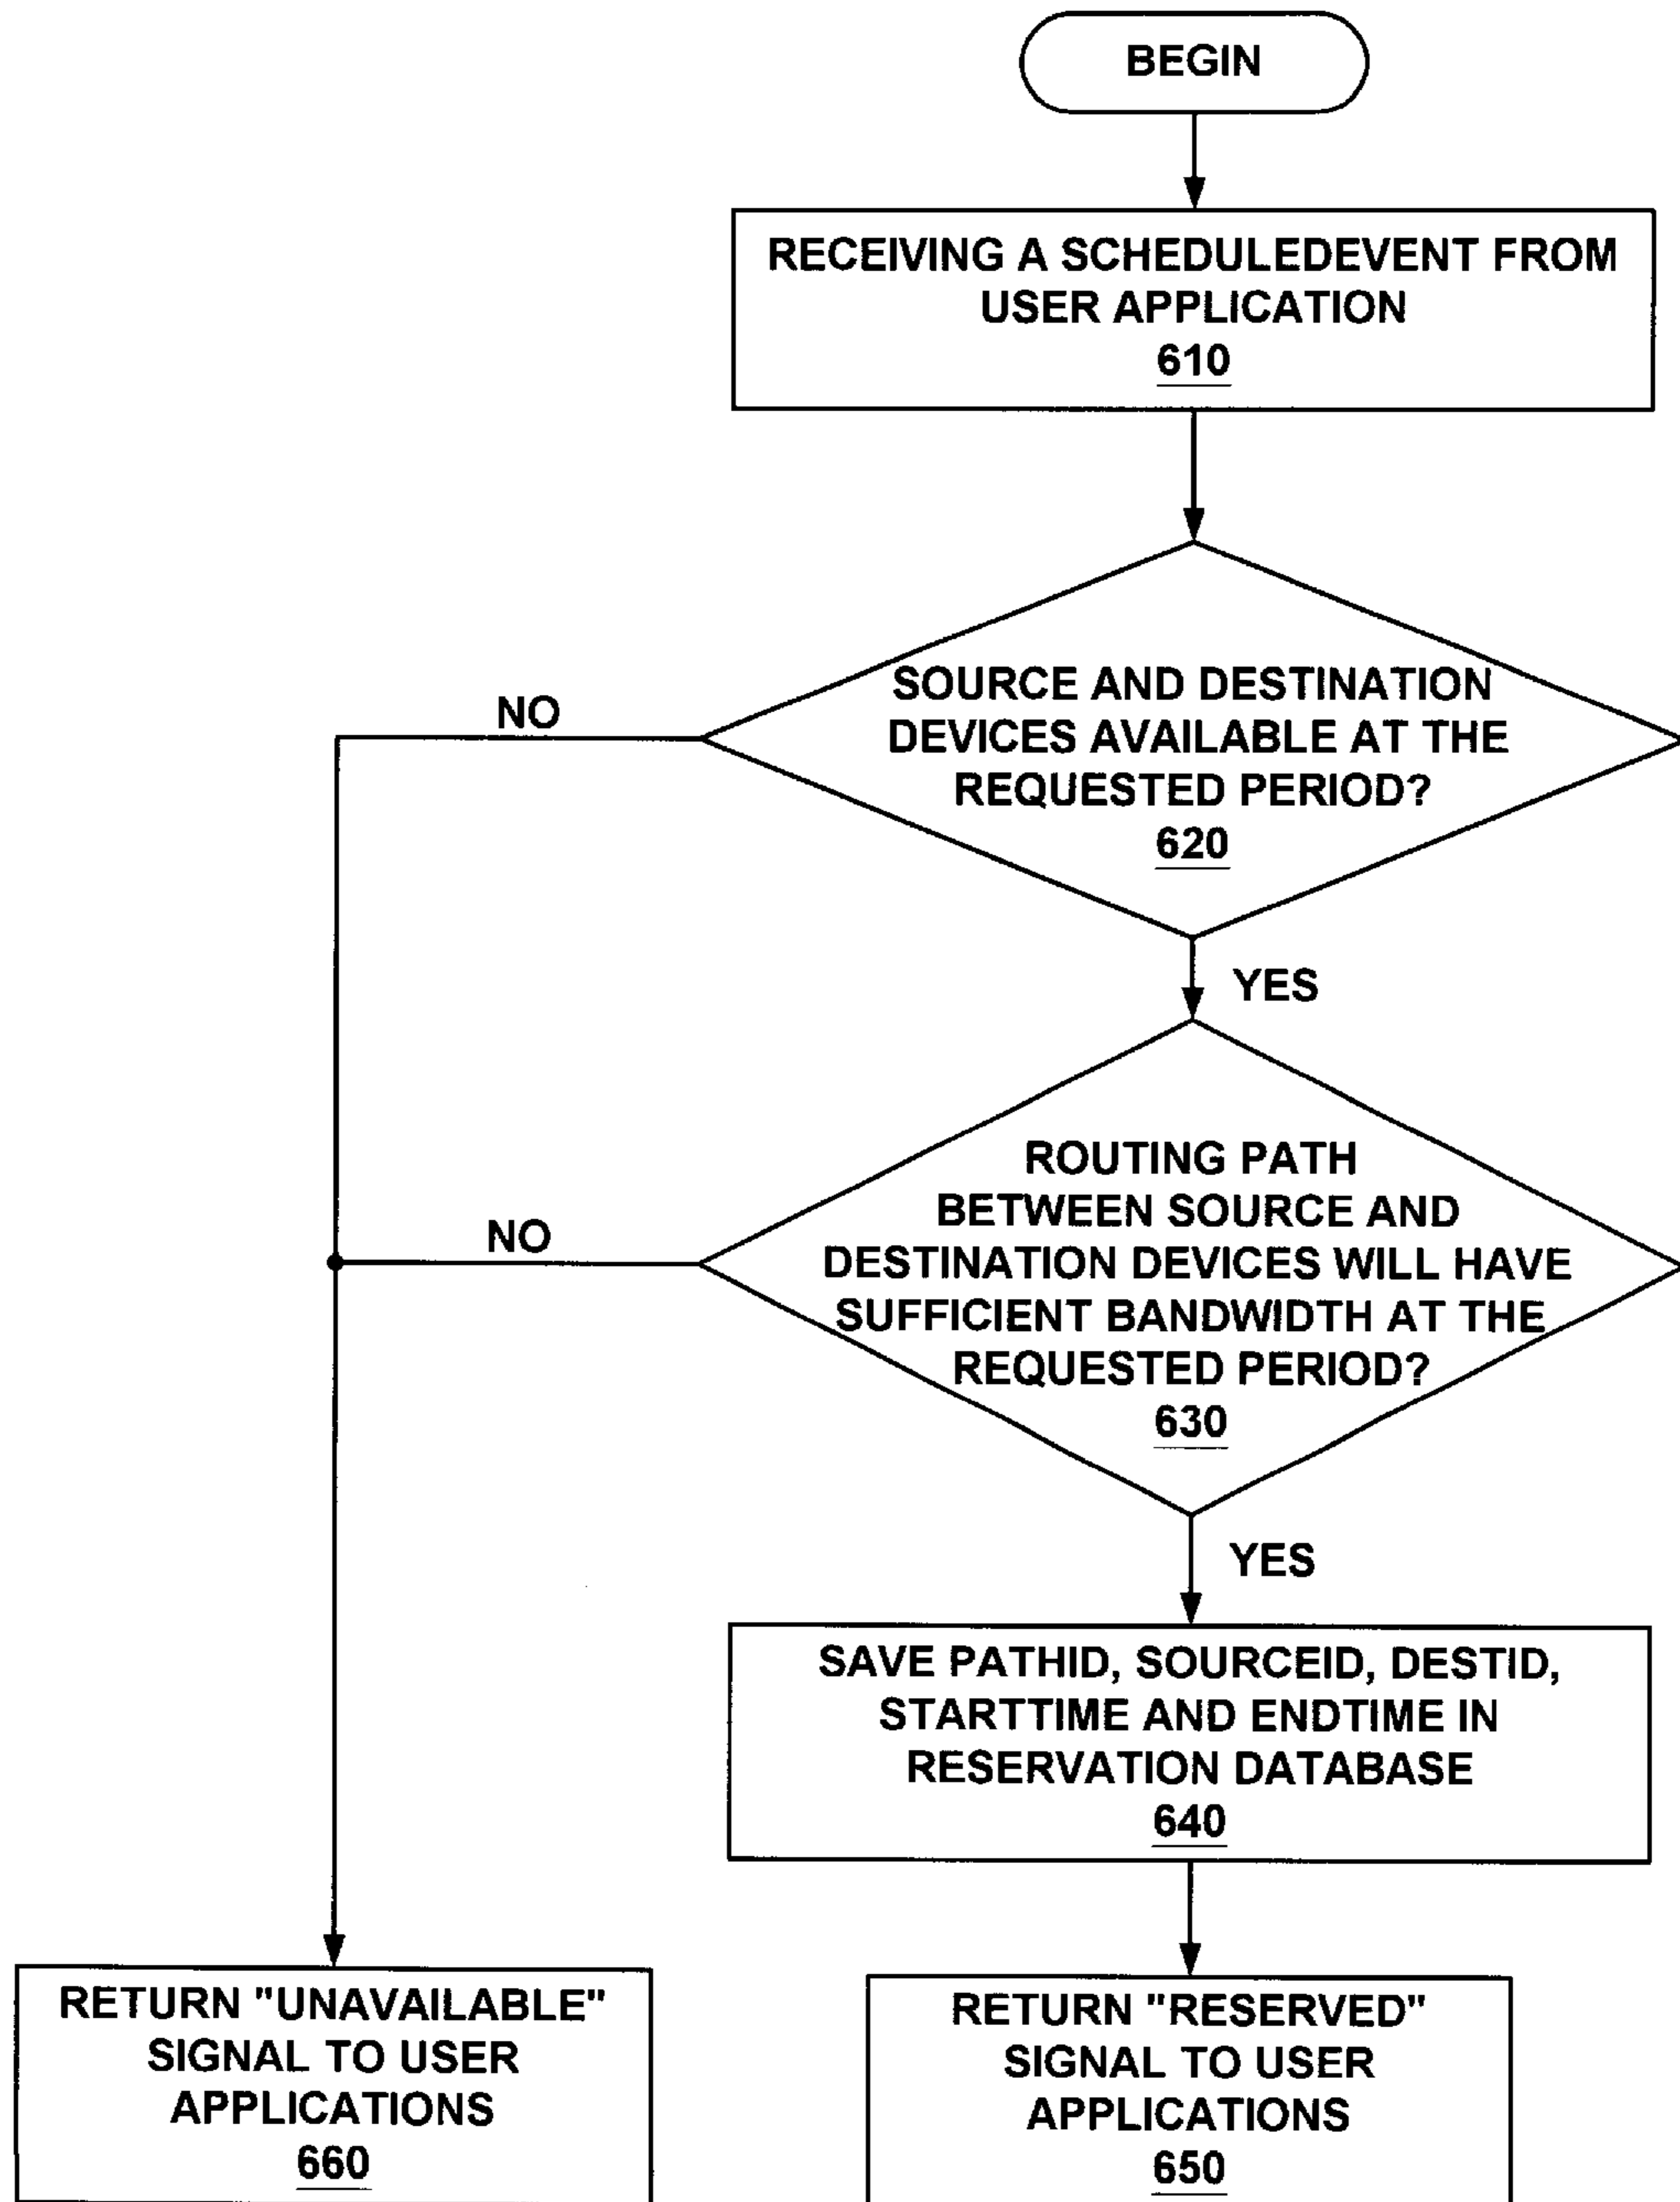 BEGIN
RECEIVING A SCHEDULEDEVENT FROM
USER APPLICATION
610
SOURCE AND DESTINATION
DEVICES AVAILABLE AT THE
REQUESTED PERIOD?
620
NO
YES
ROUTING PATH
BETWEEN SOURCE AND
DESTINATION DEVICES WILL HAVE
SUFFICIENT BANDWIDTH AT THE
REQUESTED PERIOD?
630
NO
YES
SAVE PATHID, SOURCEID, DESTID,
STARTTIME AND ENDTIME IN
RESERVATION DATABASE
640
RETURN "UNAVAILABLE"
SIGNAL TO USER
APPLICATIONS
660
RETURN "RESERVED"
SIGNAL TO USER
APPLICATIONS
650